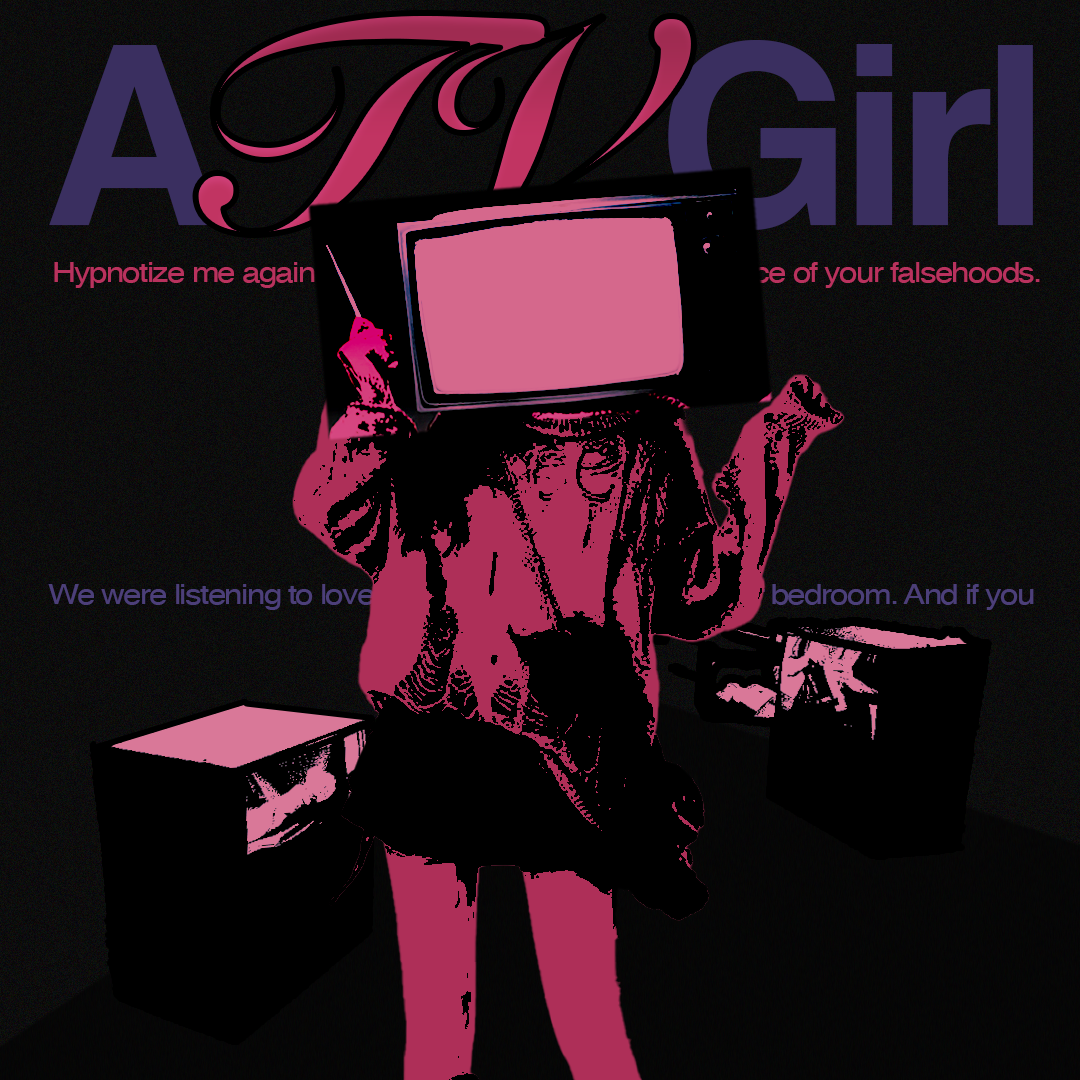 A TV Girl
Hypnotize me again ce of your falsehoods.
We were listening to love bedroom. And if you